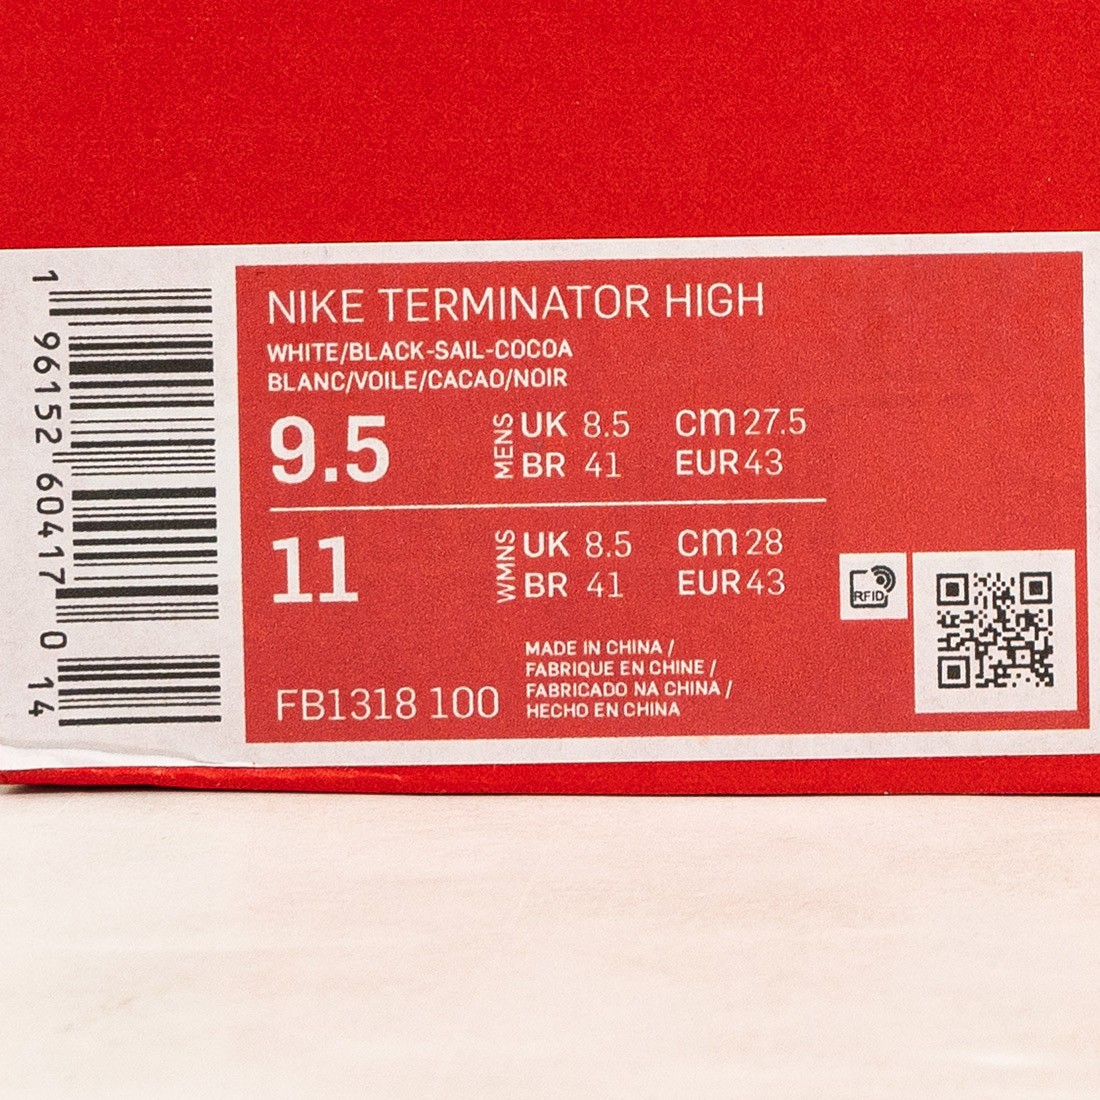 NIKE TERMINATOR HIGH
WHITE/BLACK-SAIL-COCOA
BLANC/VOILE/CACAO/NOIR
9.5 MENS UK 8.5 CM 27.5
BR 41 EUR 43
11 WMNS UK 8.5 CM 28
BR 41 EUR 43
MADE IN CHINA /
FABRIQUE EN CHINE /
FABRICADO NA CHINA /
HECHO EN CHINA
FB1318 100
RFID
1 96152 60417 0 14